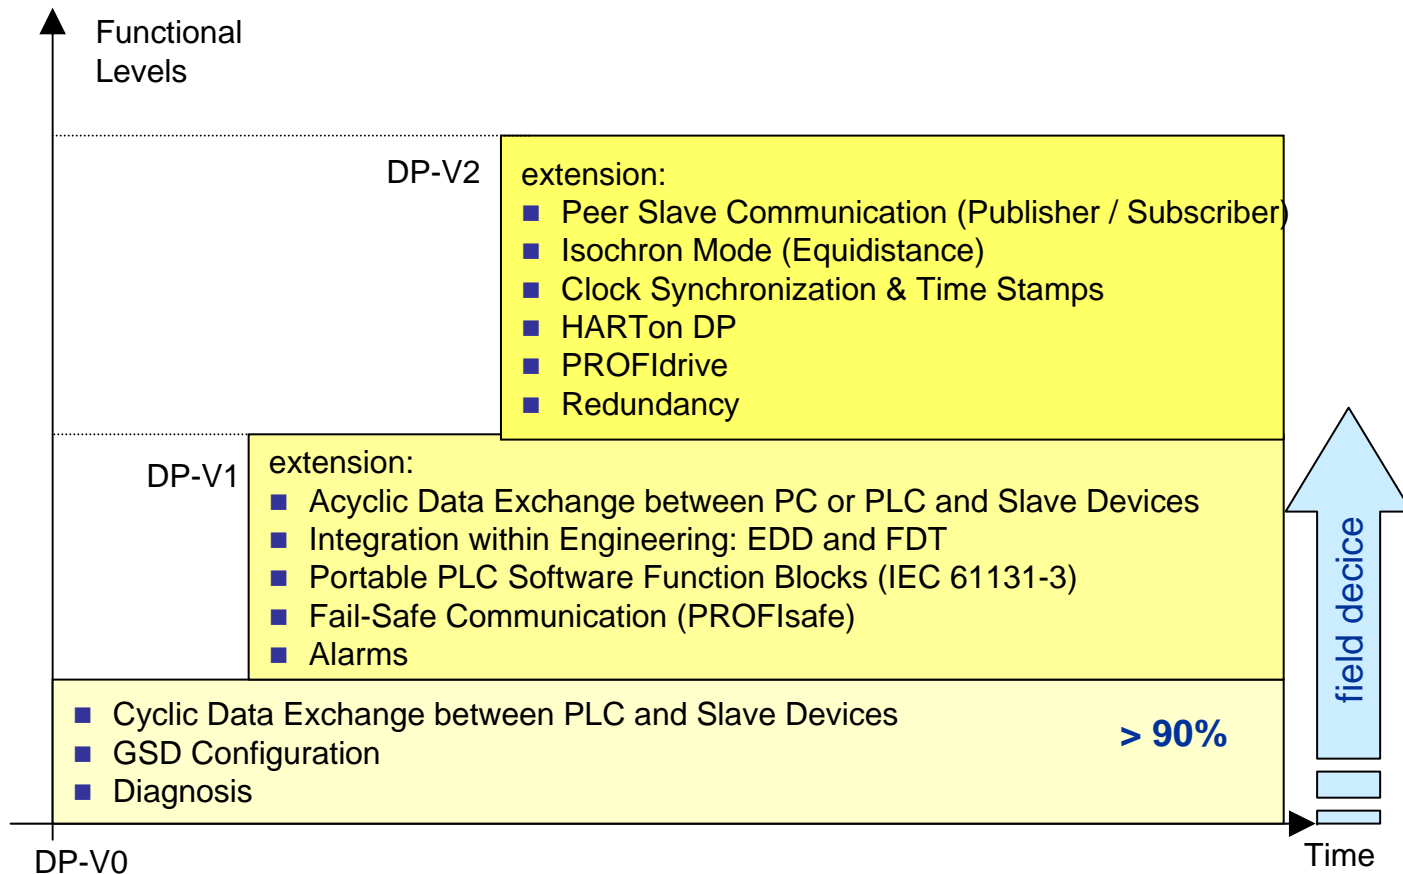 Functional
Levels
DP-V2
extension:
Peer Slave Communication (Publisher / Subscriber)
Isochron Mode (Equidistance)
Clock Synchronization & Time Stamps
HARTon DP
PROFIdrive
Redundancy
DP-V1
extension:
Acyclic Data Exchange between PC or PLC and Slave Devices
Integration within Engineering: EDD and FDT
Portable PLC Software Function Blocks (IEC 61131-3)
Fail-Safe Communication (PROFIsafe)
Alarms
field decice
Cyclic Data Exchange between PLC and Slave Devices
GSD Configuration
Diagnosis
> 90%
DP-V0
Time